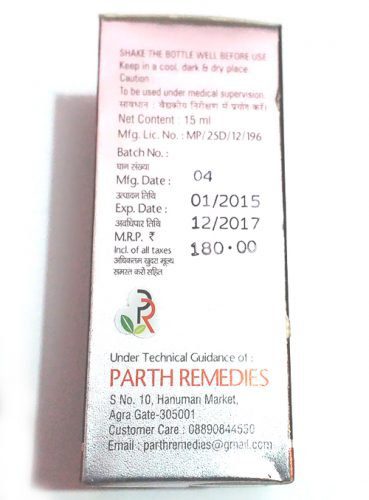 SHAKE THE BOTTLE WELL BEFORE USE
Keep in a cool, dark & dry place.
Caution
To be used under medical supervision.
सावधान : वैद्यकीय निरीक्षण में प्रयोग करें।
Net Content : 15 ml
Mfg. Lic. No. : MP/25D/12/196
Batch No. :
घान संख्या
Mfg. Date : 04
उत्पादन तिथि 01/2015
Exp. Date :
अवधिपार तिथि 12/2017
M.R.P. ₹
Incl. of all taxes 180.00
अधिकतम खुदरा मूल्य
समस्त करों सहित
PR
Under Technical Guidance of :
PARTH REMEDIES
S No. 10, Hanuman Market,
Agra Gate-305001
Customer Care : 08890844550
Email : parthremedies@gmail.com